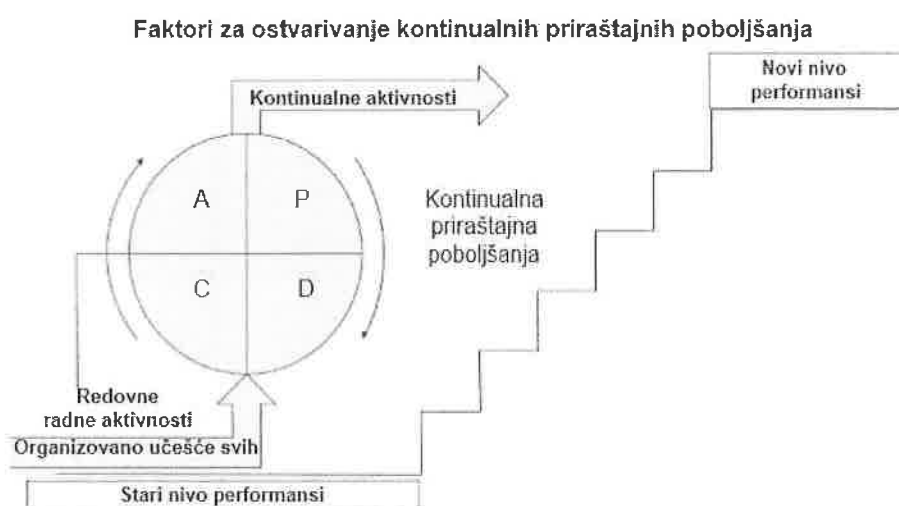 Faktori za ostvarivanje kontinualnih priraštajnih poboljšanja
Novi nivo
performansi
Kontinualne aktivnosti
A
P
Kontinualna
priraštajna
poboljšanja
C
D
Redovne
radne aktivnosti
Organizovano učešće svih
Stari nivo performansi